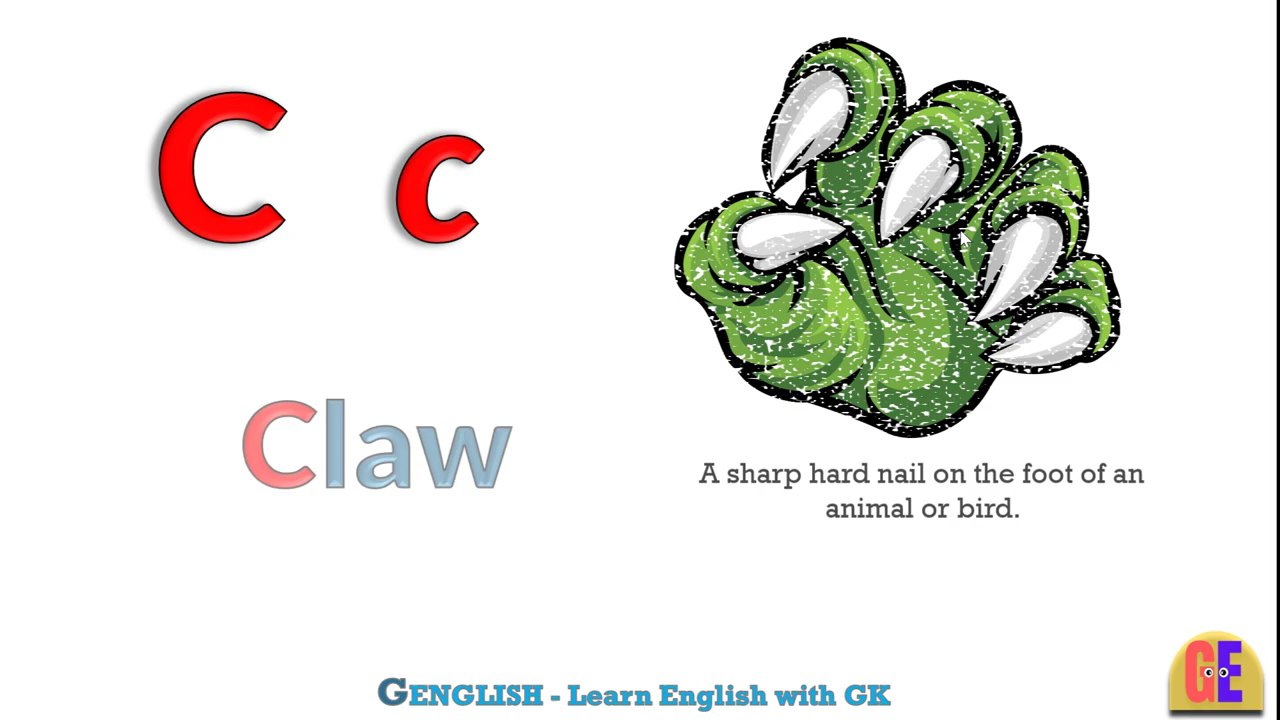 C c
Claw
A sharp hard nail on the foot of an
animal or bird.
GENGLISH - Learn English with GK
GE